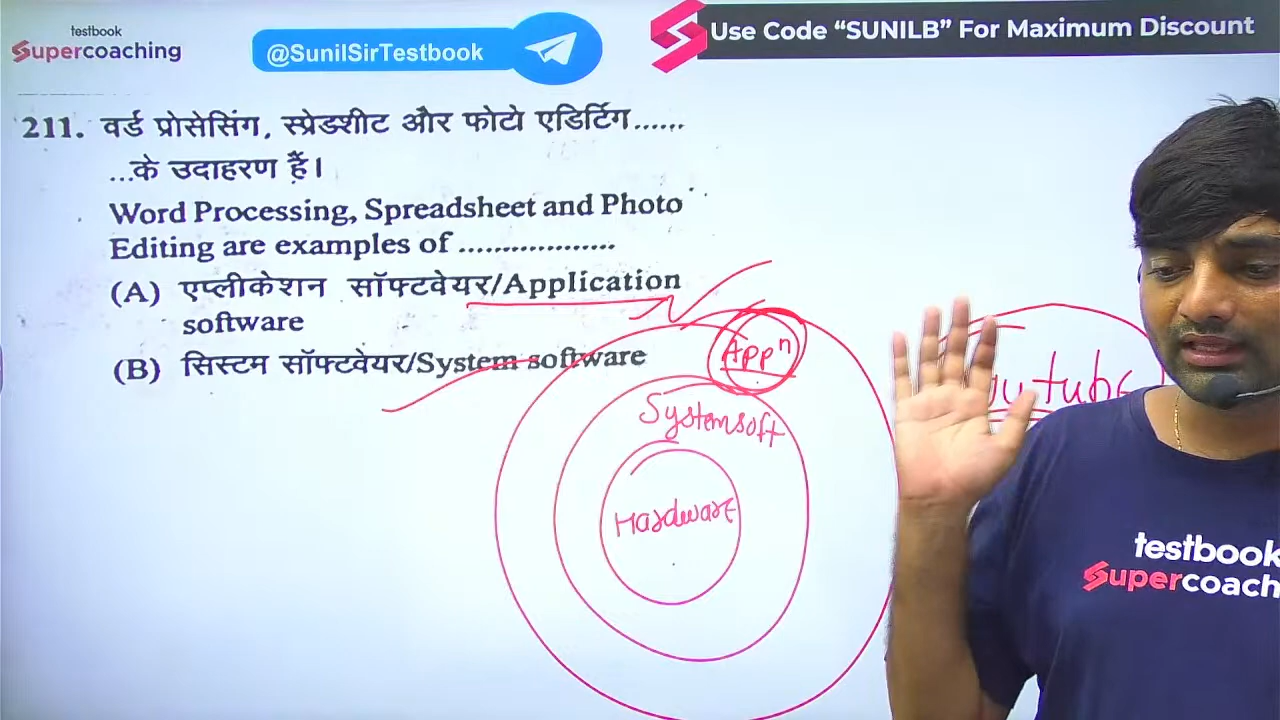 testbook
Supercoaching
@SunilSirTestbook
Use Code “SUNILB” For Maximum Discount
211. वर्ड प्रोसेसिंग, स्प्रेडशीट और फोटो एडिर्टिग......
...के उदाहरण हैं।
Word Processing, Spreadsheet and Photo
Editing are examples of ..................
(A) एप्लीकेशन सॉफ्टवेयर/Application
software
(B) सिस्टम सॉफ्टवेयर/System software
Appⁿ
System soft
Hardware
testbook
Supercoach